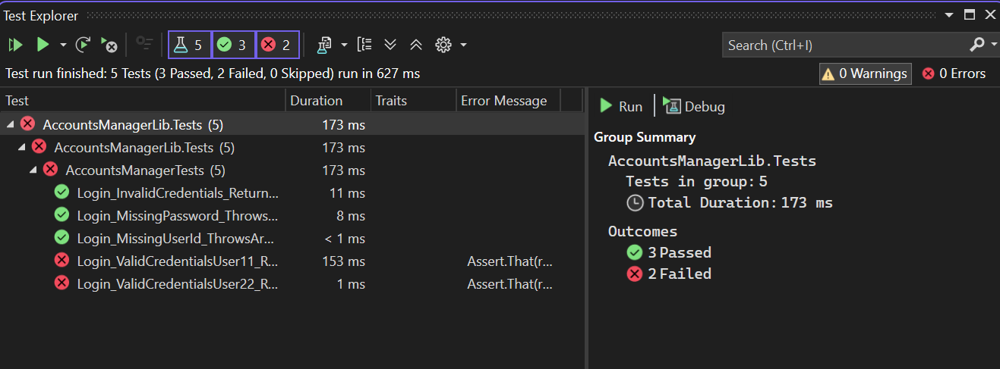 Test Explorer
5 3 2
Search (Ctrl+I)
Test run finished: 5 Tests (3 Passed, 2 Failed, 0 Skipped) run in 627 ms
0 Warnings 0 Errors
Test Duration Traits Error Message
AccountsManagerLib.Tests (5) 173 ms
AccountsManagerLib.Tests (5) 173 ms
AccountsManagerTests (5) 173 ms
Login_InvalidCredentials_Return... 11 ms
Login_MissingPassword_Throws... 8 ms
Login_MissingUserId_ThrowsAr... < 1 ms
Login_ValidCredentialsUser11_R... 153 ms Assert.That(r...
Login_ValidCredentialsUser22_R... 1 ms Assert.That(r...
Run Debug
Group Summary
AccountsManagerLib.Tests
Tests in group: 5
Total Duration: 173 ms
Outcomes
3 Passed
2 Failed